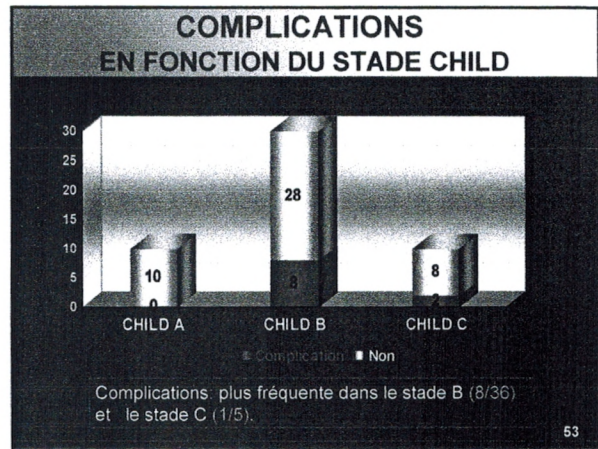 COMPLICATIONS
EN FONCTION DU STADE CHILD
30
25
20
15
10
5
0
10
0
28
8
8
2
CHILD A CHILD B CHILD C
Complication Non
Complications: plus fréquente dans le stade B (8/36)
et le stade C (1/5).
53